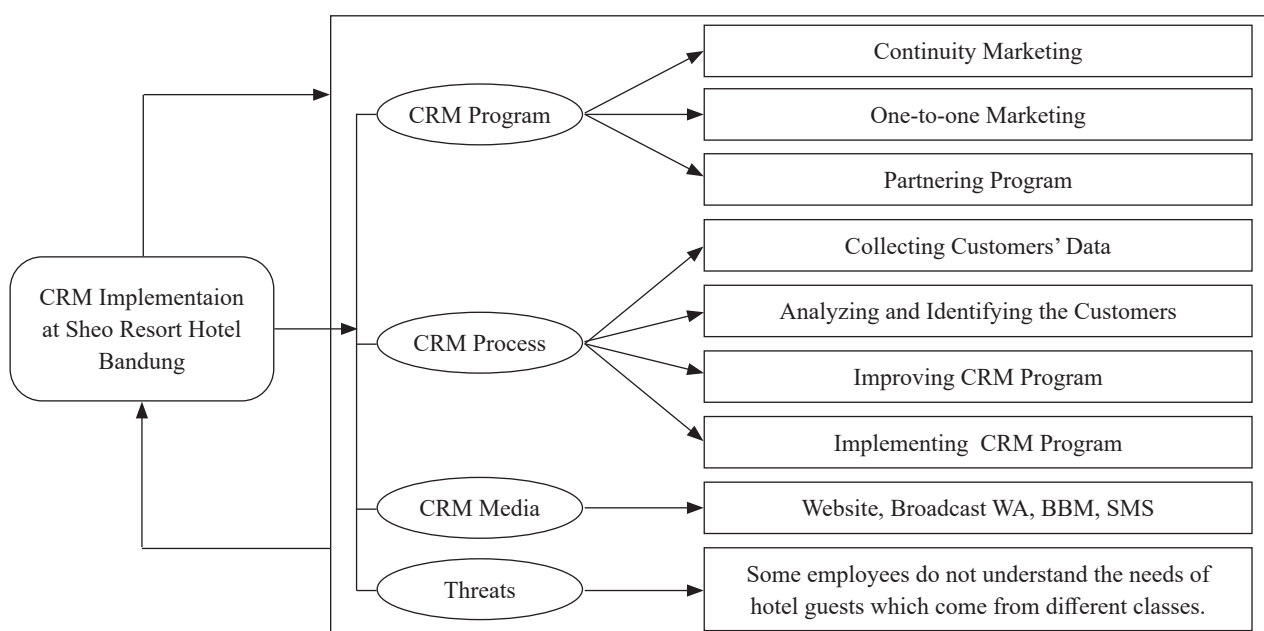 CRM Implementaion
at Sheo Resort Hotel
Bandung
CRM Program
Continuity Marketing
One-to-one Marketing
Partnering Program
CRM Process
Collecting Customers’ Data
Analyzing and Identifying the Customers
Improving CRM Program
Implementing CRM Program
CRM Media
Website, Broadcast WA, BBM, SMS
Threats
Some employees do not understand the needs of
hotel guests which come from different classes.